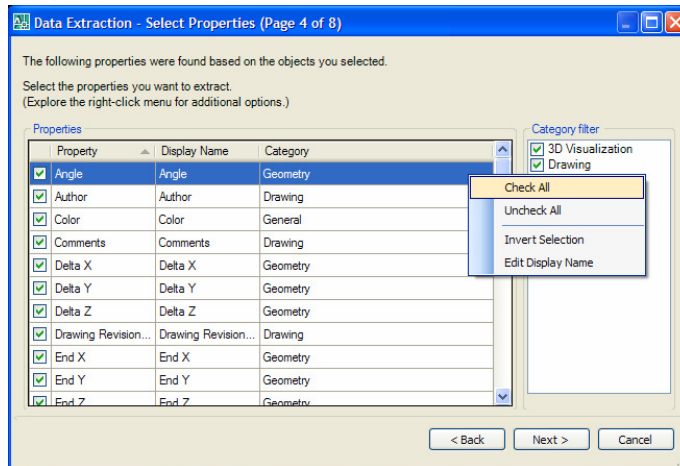 Data Extraction - Select Properties (Page 4 of 8)
The following properties were found based on the objects you selected.
Select the properties you want to extract.
(Explore the right-click menu for additional options.)
Properties
Category filter
Property Display Name Category
3D Visualization
Drawing
Angle Angle Geometry
Author Author Drawing
Color Color General
Comments Comments Drawing
Delta X Delta X Geometry
Delta Y Delta Y Geometry
Delta Z Delta Z Geometry
Drawing Revision... Drawing Revision... Drawing
End X End X Geometry
End Y End Y Geometry
End Z End Z Geometry
Check All
Uncheck All
Invert Selection
Edit Display Name
< Back Next > Cancel